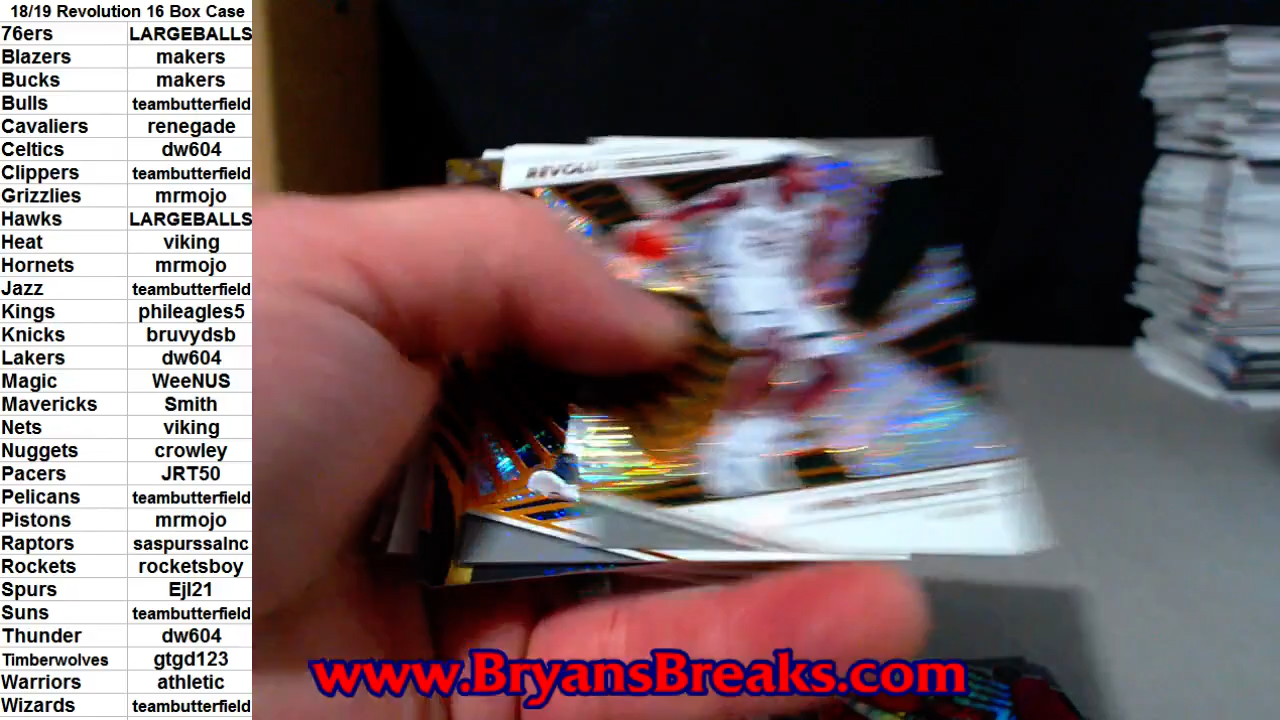 18/19 Revolution 16 Box Case
76ers LARGEBALLS
Blazers makers
Bucks makers
Bulls teambutterfield
Cavaliers renegade
Celtics dw604
Clippers teambutterfield
Grizzlies mrmojo
Hawks LARGEBALLS
Heat viking
Hornets mrmojo
Jazz teambutterfield
Kings phileagles5
Knicks bruvydsb
Lakers dw604
Magic WeeNUS
Mavericks Smith
Nets viking
Nuggets crowley
Pacers JRT50
Pelicans teambutterfield
Pistons mrmojo
Raptors saspurssalnc
Rockets rocketsboy
Spurs Ejl21
Suns teambutterfield
Thunder dw604
Timberwolves gtgd123
Warriors athletic
Wizards teambutterfield
REVOLU
www.BryansBreaks.com